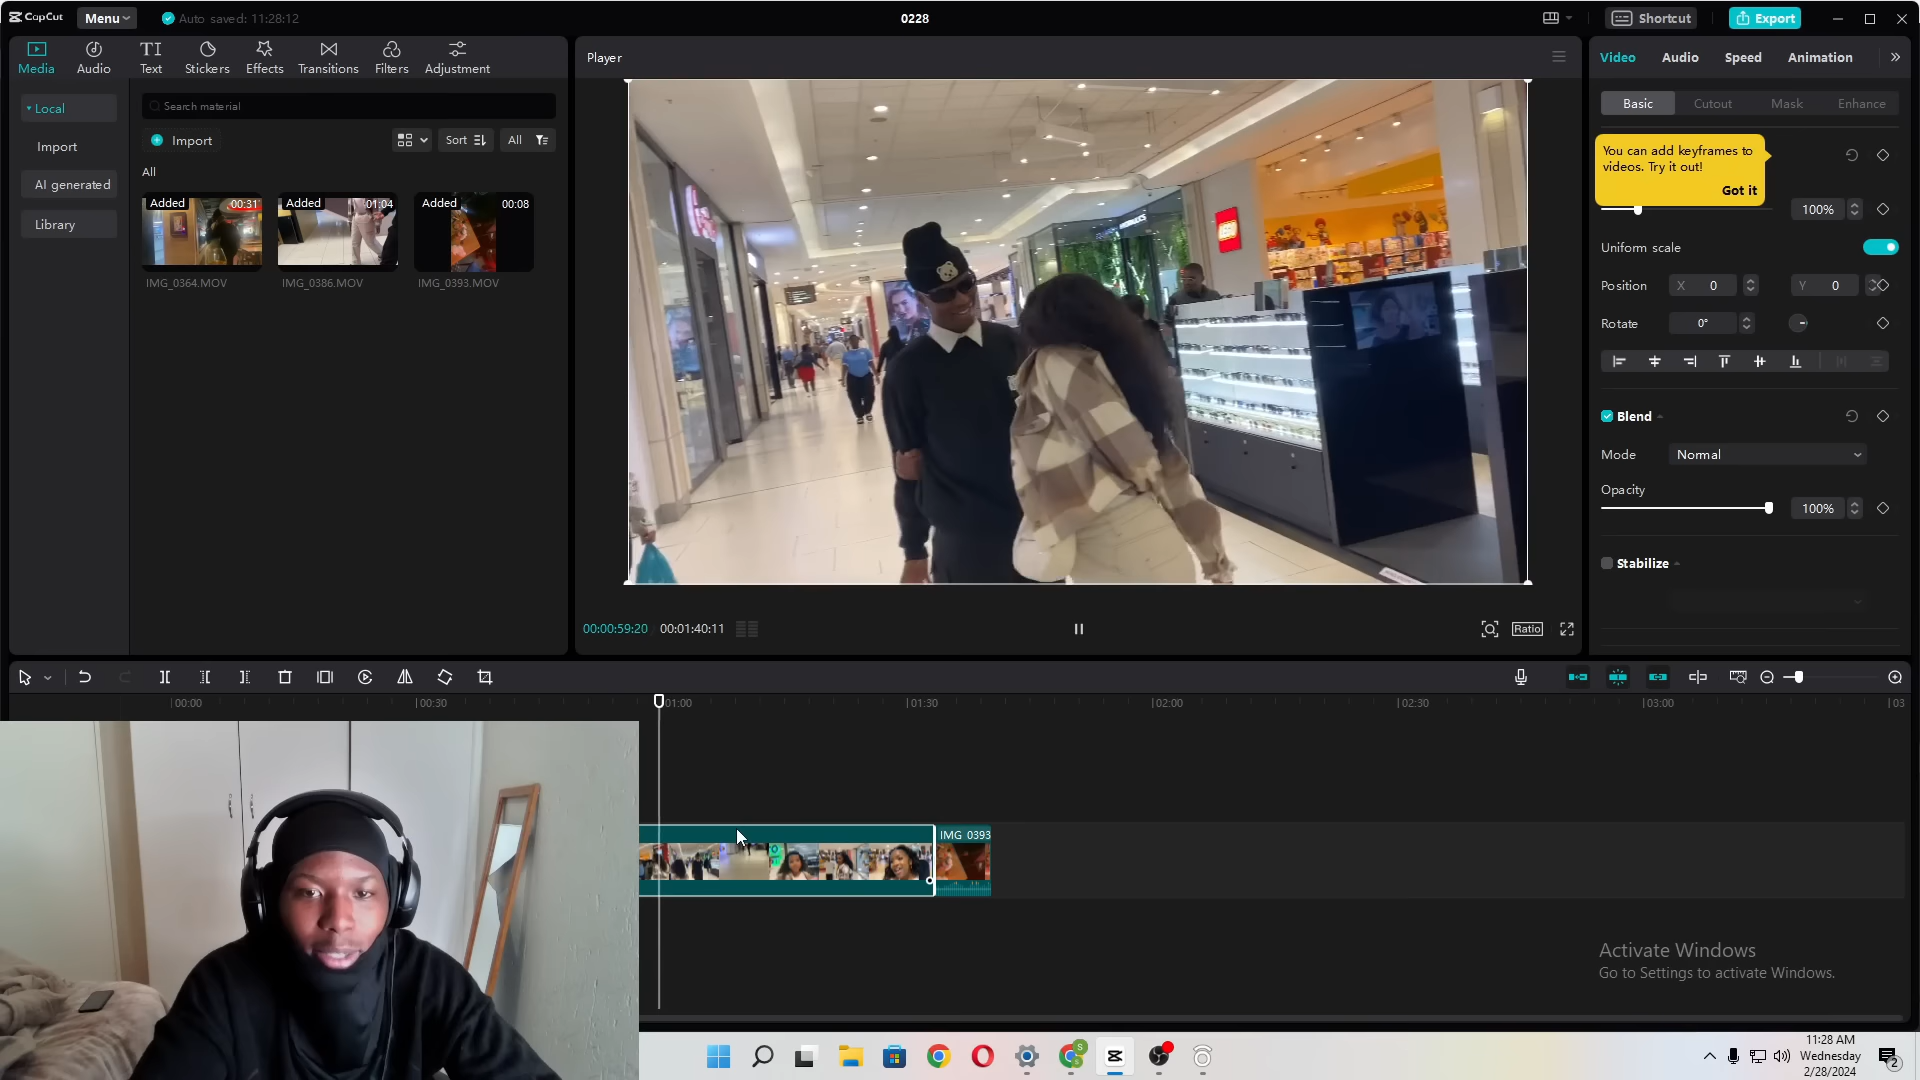 CapCut
Menu
Auto saved: 11:28:12
0228
Shortcut
Export
Media
Audio
Text
Stickers
Effects
Transitions
Filters
Adjustment
Local
Import
AI generated
Library
Search material
Import
Sort
All
All
Added
00:31
Added
01:04
Added
00:08
IMG_0364.MOV
IMG_0386.MOV
IMG_0393.MOV
Player
00:00:59:20
00:01:40:11
Ratio
Video
Audio
Speed
Animation
Basic
Cutout
Mask
Enhance
You can add keyframes to
videos. Try it out!
Got it
100%
Uniform scale
Position
X 0
Y 0
Rotate
0°
Blend
Mode
Normal
Opacity
100%
Stabilize
00:00
00:30
01:00
01:30
02:00
02:30
03:00
03
IMG 0393
Activate Windows
Go to Settings to activate Windows.
11:28 AM
Wednesday
2/28/2024
2